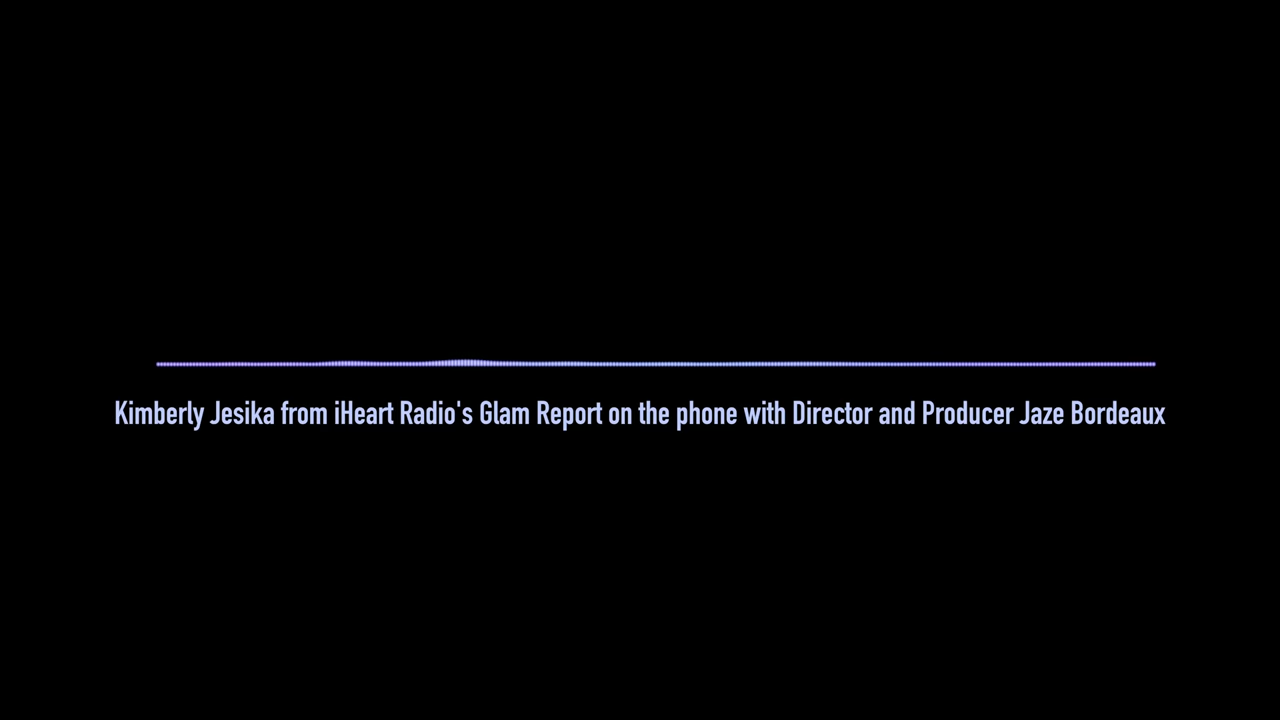 Kimberly Jesika from iHeart Radio's Glam Report on the phone with Director and Producer Jaze Bordeaux